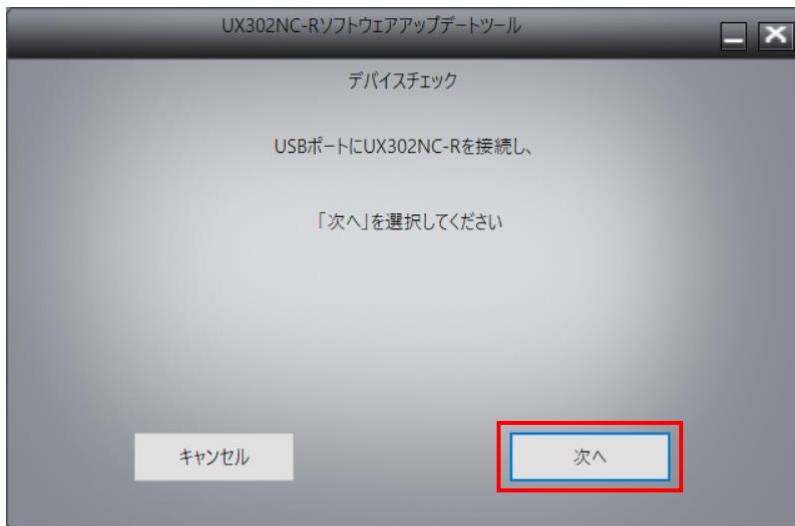 UX302NC-Rソフトウェアアップデートツール
デバイスチェック
USBポートにUX302NC-Rを接続し、
「次へ」を選択してください
キャンセル
次へ